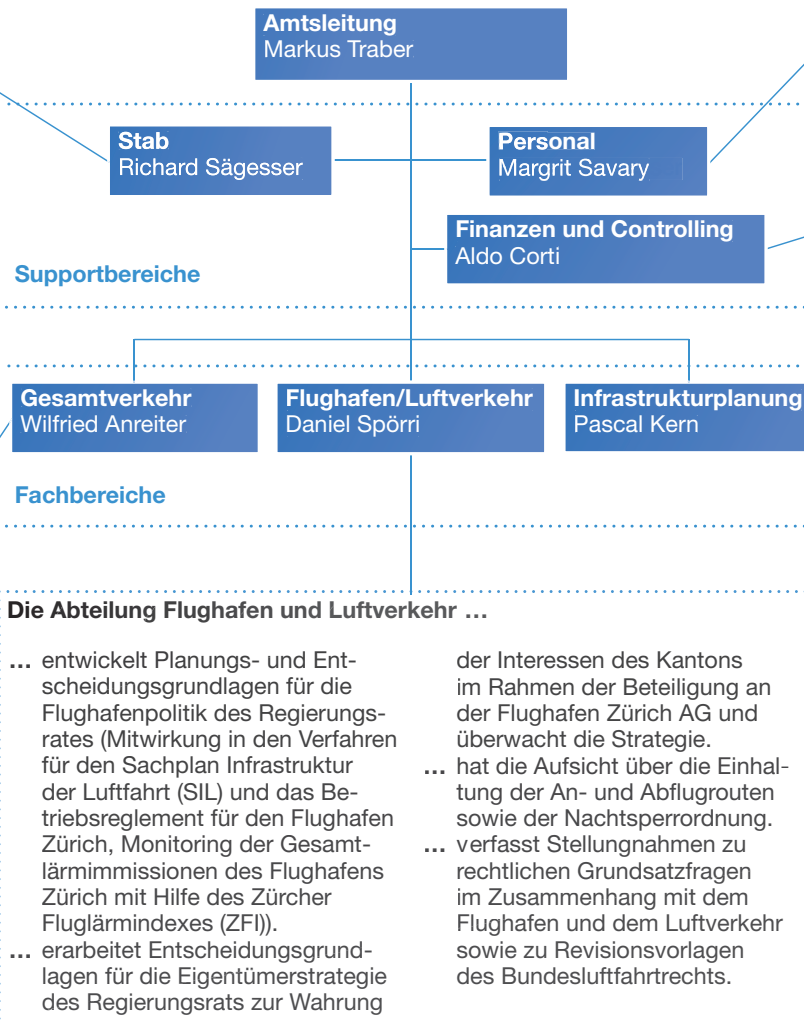 Amtsleitung
Markus Traber
Stab
Richard Sägesser
Personal
Margrit Savary
Finanzen und Controlling
Aldo Corti
Supportbereiche
Gesamtverkehr
Wilfried Anreiter
Flughafen/Luftverkehr
Daniel Spörri
Infrastrukturplanung
Pascal Kern
Fachbereiche
Die Abteilung Flughafen und Luftverkehr …
… entwickelt Planungs- und Ent-
scheidungsgrundlagen für die
Flughafenpolitik des Regierungs-
rates (Mitwirkung in den Verfahren
für den Sachplan Infrastruktur
der Luftfahrt (SIL) und das Be-
triebsreglement für den Flughafen
Zürich, Monitoring der Gesamt-
lärmimmissionen des Flughafens
Zürich mit Hilfe des Zürcher
Fluglärmindexes (ZFI)).
… erarbeitet Entscheidungsgrund-
lagen für die Eigentümerstrategie
des Regierungsrats zur Wahrung
der Interessen des Kantons
im Rahmen der Beteiligung an
der Flughafen Zürich AG und
überwacht die Strategie.
… hat die Aufsicht über die Einhal-
tung der An- und Abflugrouten
sowie der Nachtsperrordnung.
… verfasst Stellungnahmen zu
rechtlichen Grundsatzfragen
im Zusammenhang mit dem
Flughafen und dem Luftverkehr
sowie zu Revisionsvorlagen
des Bundesluftfahrtrechts.